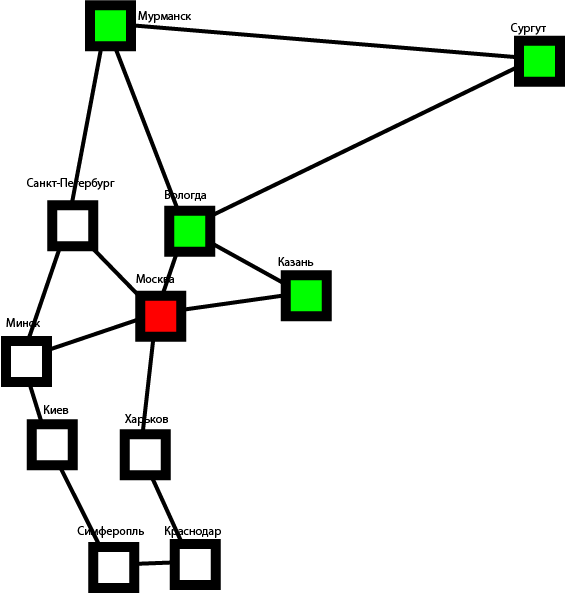 Мурманск
Сургут
Санкт-Петербург
Вологда
Казань
Москва
Минск
Киев
Харьков
Симферопль
Краснодар